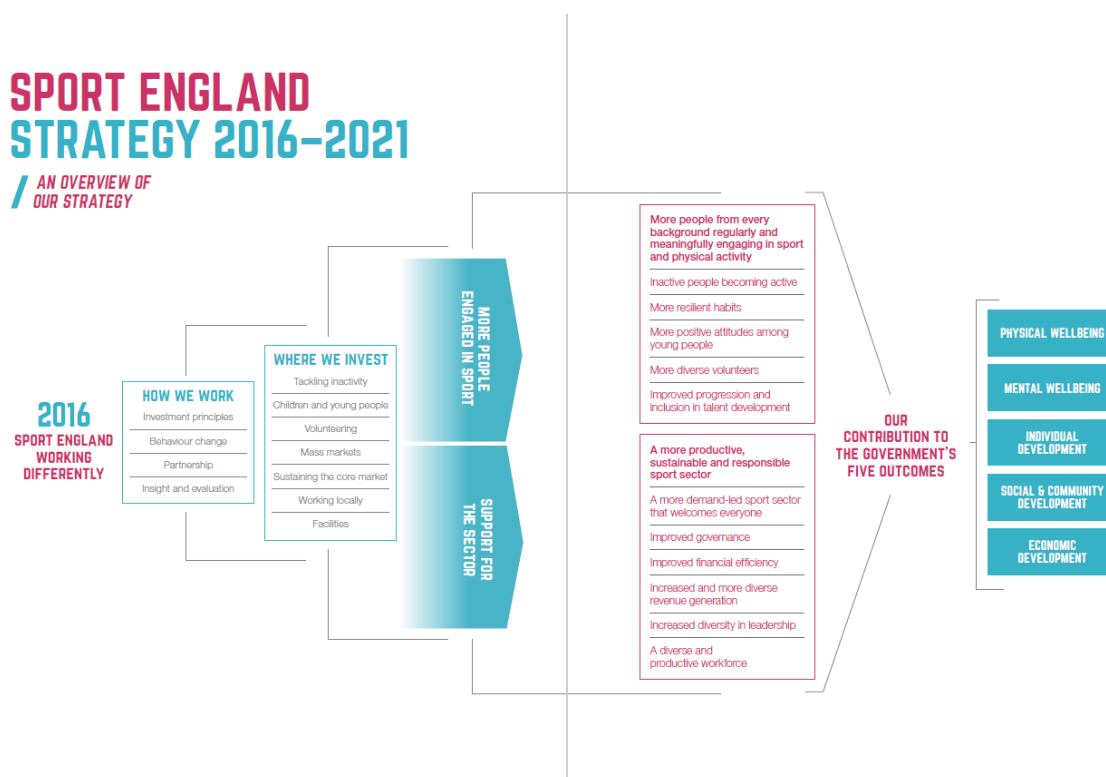 SPORT ENGLAND
STRATEGY 2016–2021
/ AN OVERVIEW OF
OUR STRATEGY
2016
SPORT ENGLAND
WORKING
DIFFERENTLY
HOW WE WORK
Investment principles
Behaviour change
Partnership
Insight and evaluation
WHERE WE INVEST
Tackling inactivity
Children and young people
Volunteering
Mass markets
Sustaining the core market
Working locally
Facilities
MORE PEOPLE
ENGAGED IN SPORT
SUPPORT FOR
THE SECTOR
More people from every
background regularly and
meaningfully engaging in sport
and physical activity
Inactive people becoming active
More resilient habits
More positive attitudes among
young people
More diverse volunteers
Improved progression and
inclusion in talent development
A more productive,
sustainable and responsible
sport sector
A more demand-led sport sector
that welcomes everyone
Improved governance
Improved financial efficiency
Increased and more diverse
revenue generation
Increased diversity in leadership
A diverse and
productive workforce
OUR
CONTRIBUTION TO
THE GOVERNMENT'S
FIVE OUTCOMES
PHYSICAL WELLBEING
MENTAL WELLBEING
INDIVIDUAL
DEVELOPMENT
SOCIAL & COMMUNITY
DEVELOPMENT
ECONOMIC
DEVELOPMENT